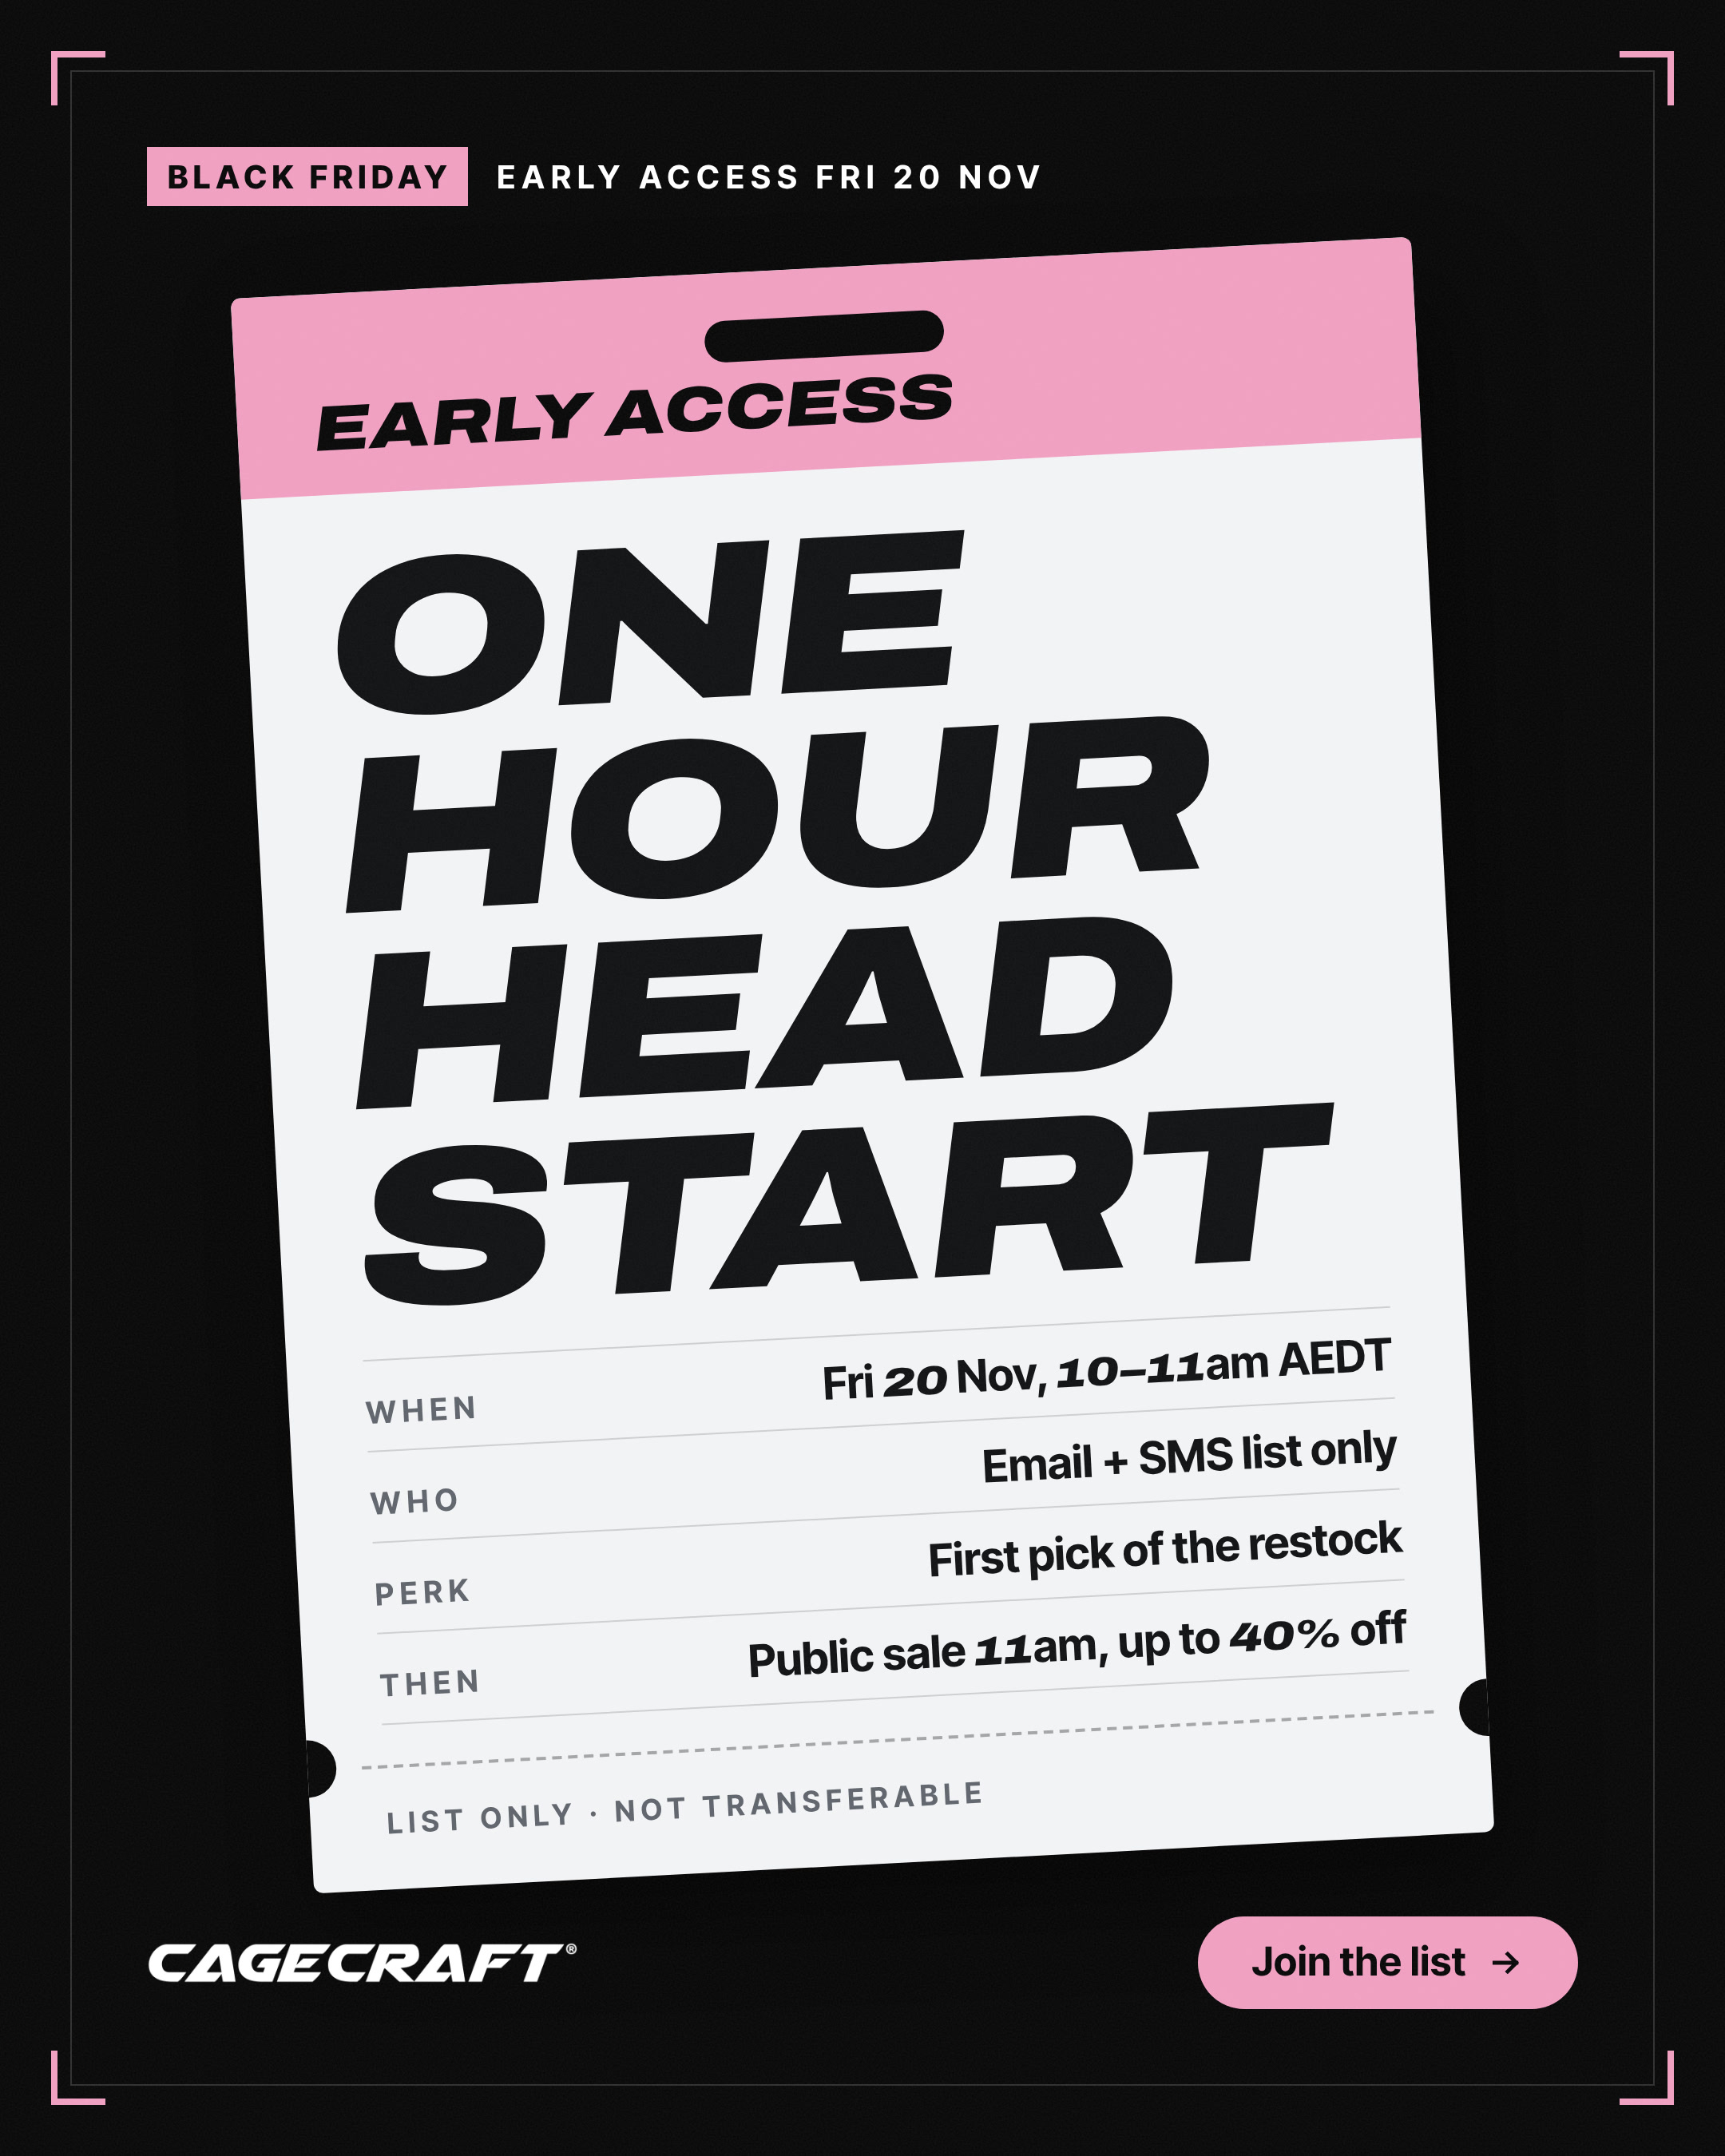 BLACK FRIDAY EARLY ACCESS FRI 20 NOV
EARLY ACCESS
ONE
HOUR
HEAD
START
WHEN Fri 20 Nov, 10–11am AEDT
WHO Email + SMS list only
PERK First pick of the restock
THEN Public sale 11am, up to 40% off
LIST ONLY · NOT TRANSFERABLE
CAGECRAFT® Join the list →